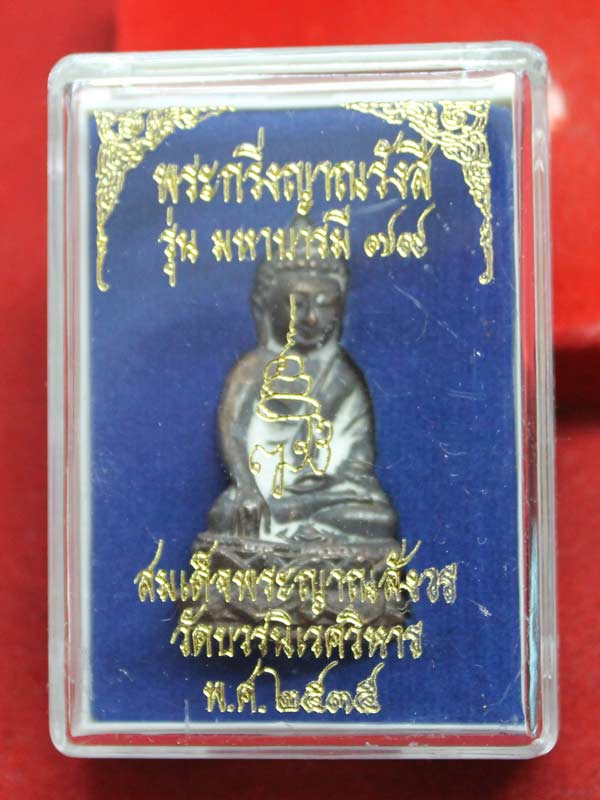 พระกริ่งญาณรังสี
รุ่น มหาบารมี ๗๙
สมเด็จพระญาณสังวร
วัดบวรนิเวศวิหาร
พ.ศ.๒๕๓๕